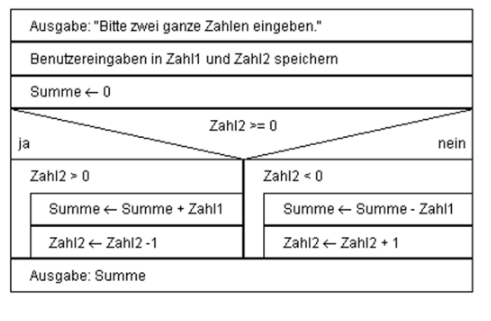 Ausgabe: "Bitte zwei ganze Zahlen eingeben."
Benutzereingaben in Zahl1 und Zahl2 speichern
Summe ← 0
Zahl2 >= 0
ja
nein
Zahl2 > 0
Summe ← Summe + Zahl1
Zahl2 ← Zahl2 -1
Zahl2 < 0
Summe ← Summe - Zahl1
Zahl2 ← Zahl2 + 1
Ausgabe: Summe